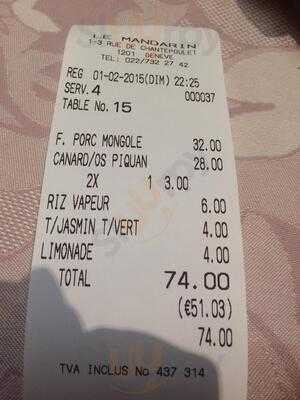 LE MANDARIN
1-3 RUE DE CHANTEPOULET
1201 GENEVE
TEL: 022/732 27 42
REG 01-02-2015(DIM) 22:25
SERV. 4 000037
TABLE No. 15
F. PORC MONGOLE 32.00
CANARD/OS PIQUAN 28.00
2X 1 3.00
RIZ VAPEUR 6.00
T/JASMIN T/VERT 4.00
LIMONADE 4.00
TOTAL 74.00
(€51.03)
74.00
TVA INCLUS No 437 314